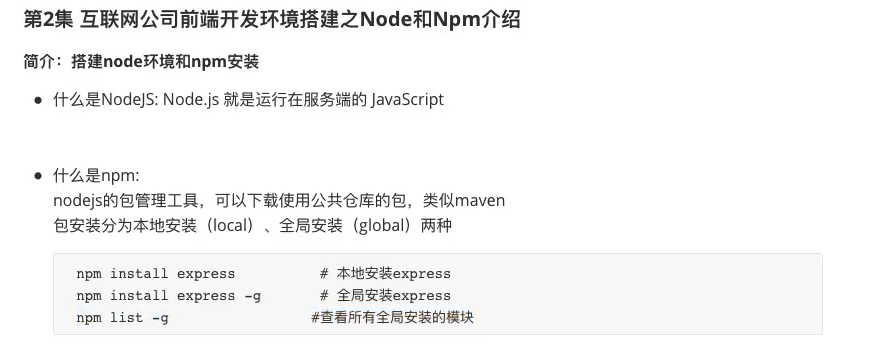 第2集 互联网公司前端开发环境搭建之Node和Npm介绍
简介：搭建node环境和npm安装
什么是NodeJS: Node.js 就是运行在服务端的 JavaScript
什么是npm:
nodejs的包管理工具，可以下载使用公共仓库的包，类似maven
包安装分为本地安装（local）、全局安装（global）两种
npm install express # 本地安装express
npm install express -g # 全局安装express
npm list -g #查看所有全局安装的模块